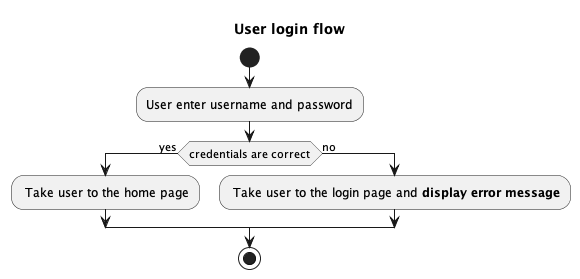 User login flow
User enter username and password
yes
credentials are correct
no
Take user to the home page
Take user to the login page and display error message